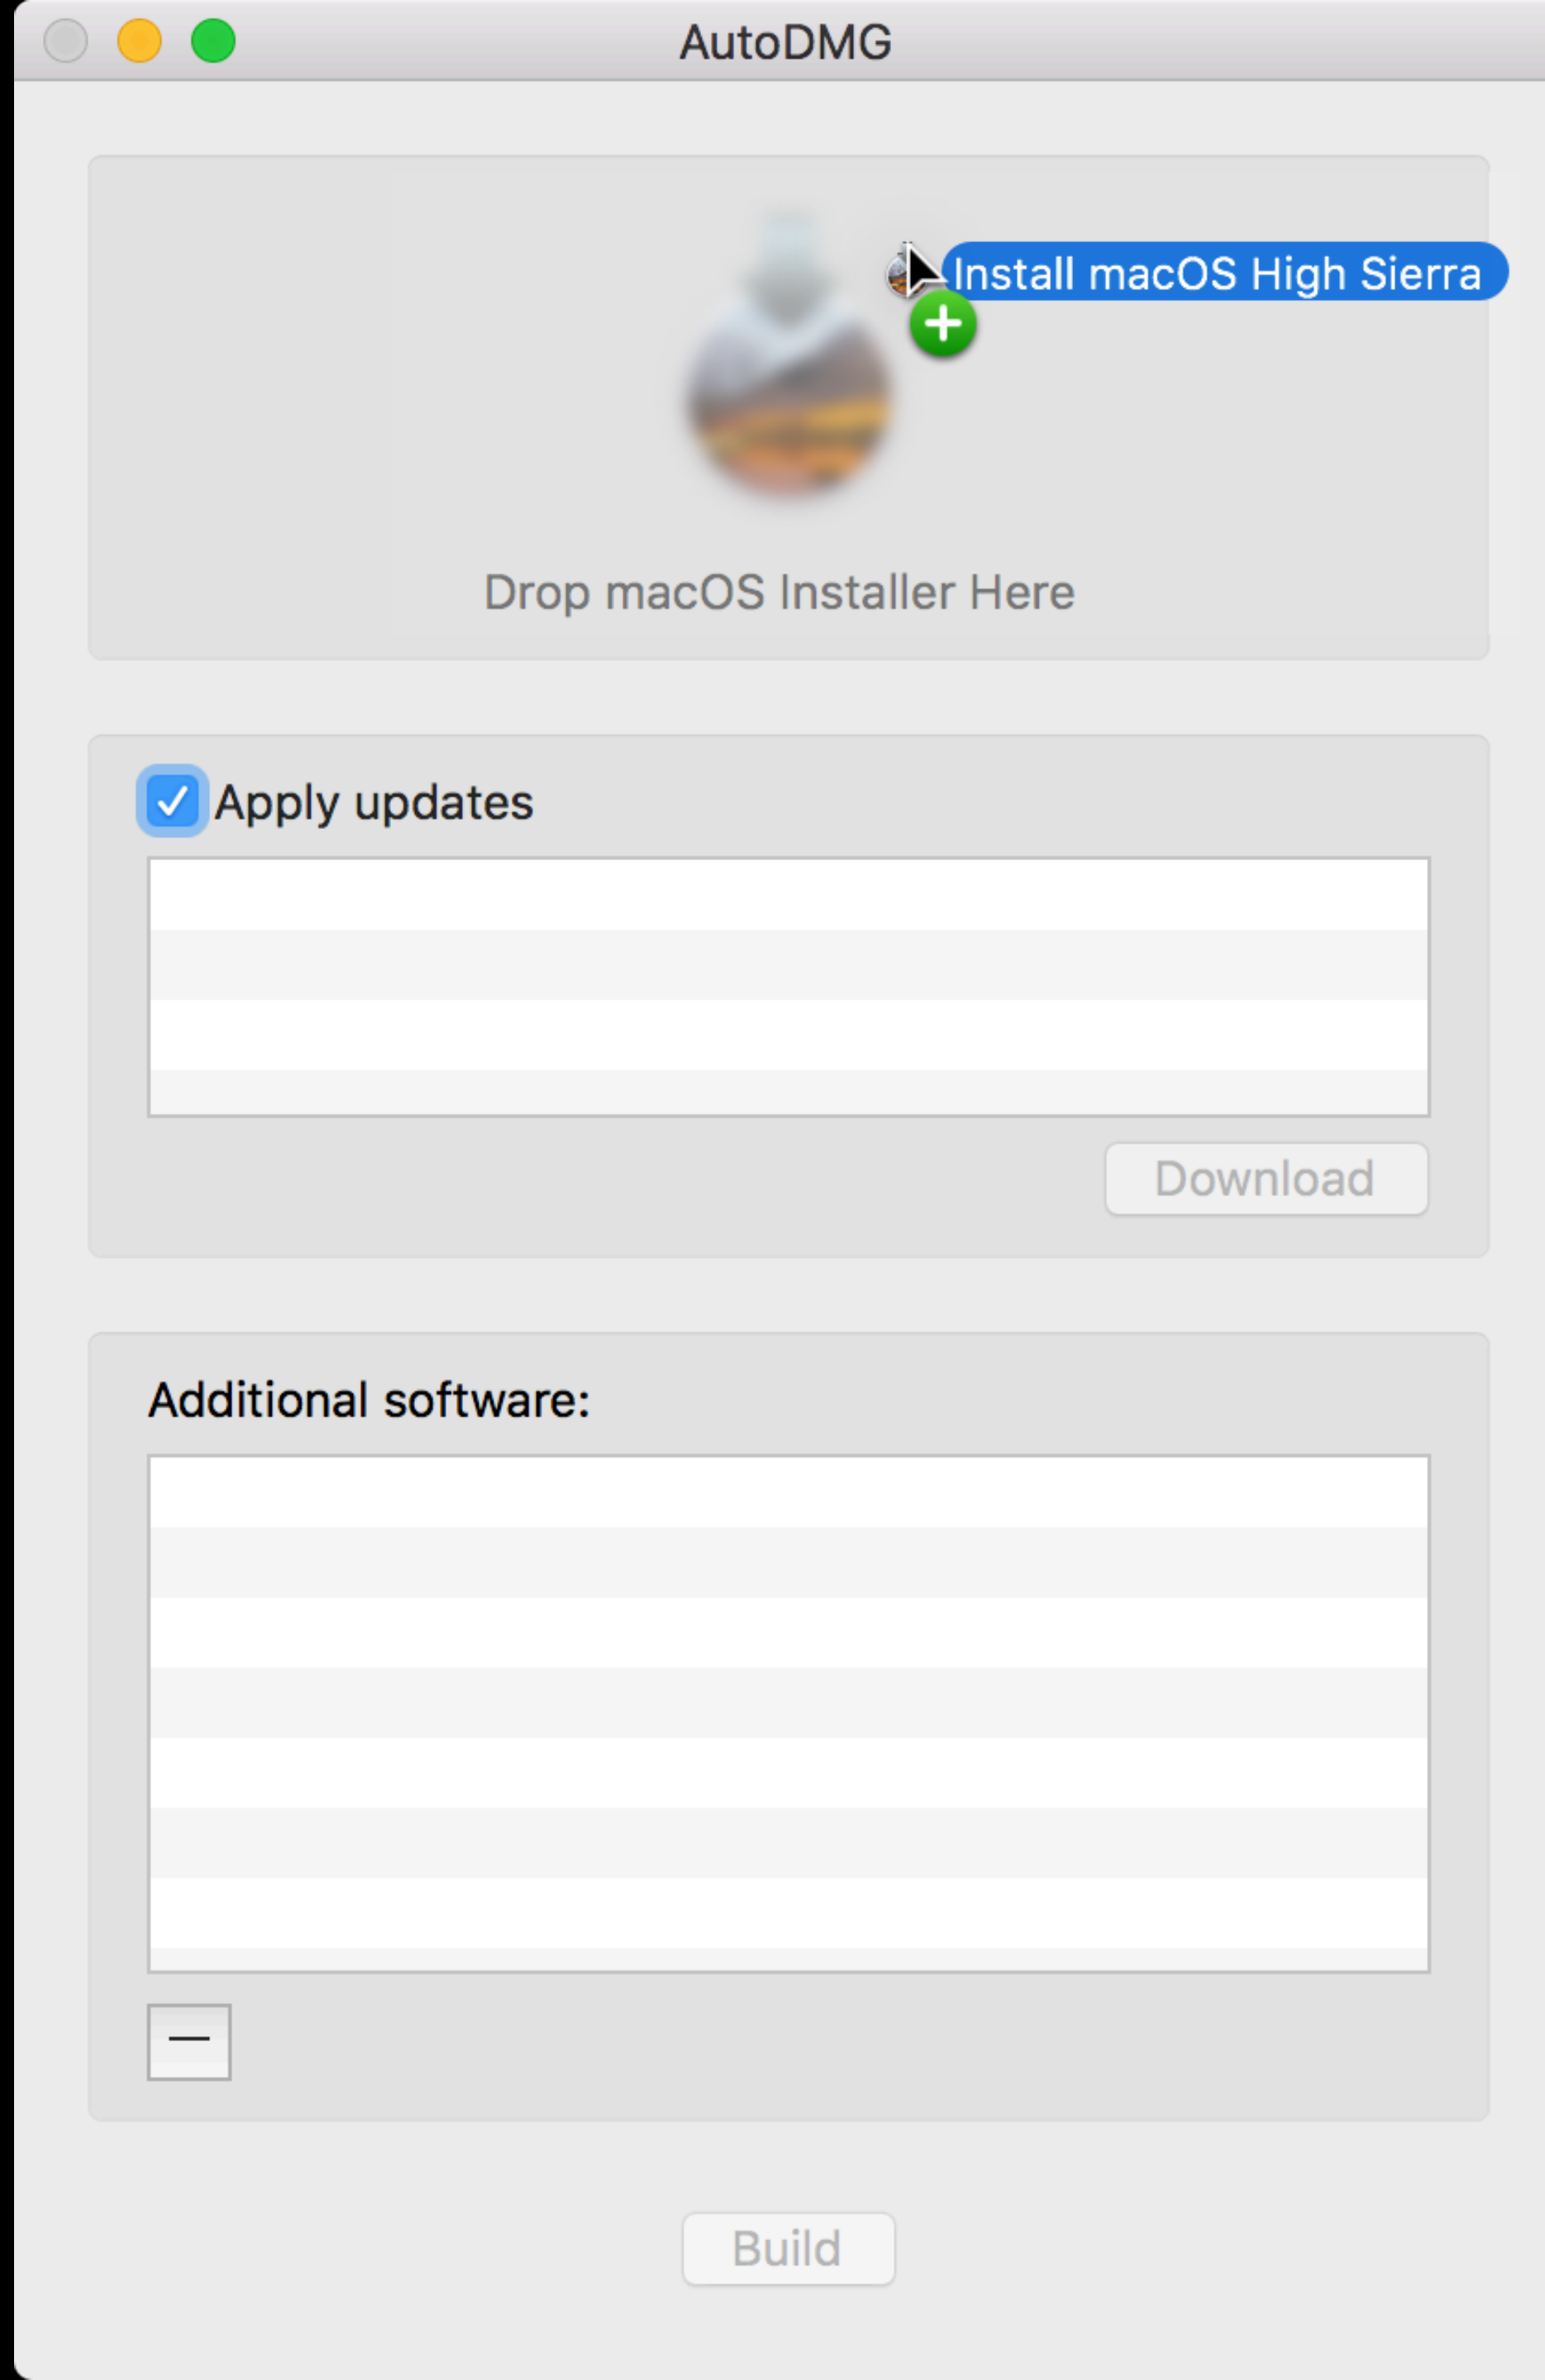 AutoDMG
Install macOS High Sierra
Drop macOS Installer Here
Apply updates
Download
Additional software:
Build